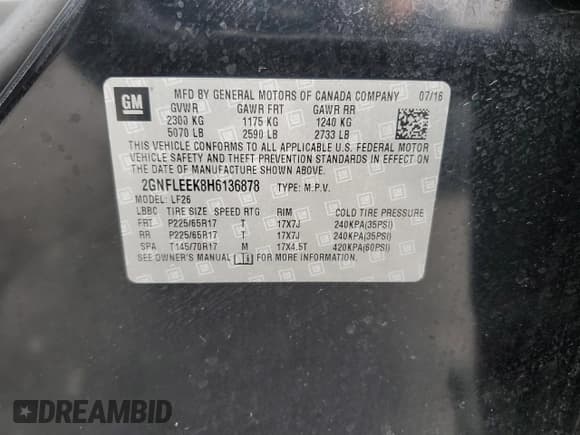 GM
MFD BY GENERAL MOTORS OF CANADA COMPANY 07/16
GVWR GAWR FRT GAWR RR
2300 KG 1175 KG 1240 KG
5070 LB 2590 LB 2733 LB
THIS VEHICLE CONFORMS TO ALL APPLICABLE U.S. FEDERAL MOTOR
VEHICLE SAFETY AND THEFT PREVENTION STANDARDS IN EFFECT ON
THE DATE OF MANUFACTURE SHOWN ABOVE.
2GNFLEEK8H6136878 TYPE: M.P.V.
MODEL: LF26
LBBC TIRE SIZE SPEED RTG RIM COLD TIRE PRESSURE
FRT P225/65R17 T 17X7J 240KPA(35PSI)
RR P225/65R17 T 17X7J 240KPA(35PSI)
SPA T145/70R17 M 17X4.5T 420KPA(60PSI)
SEE OWNER'S MANUAL FOR MORE INFORMATION.
DREAMBID